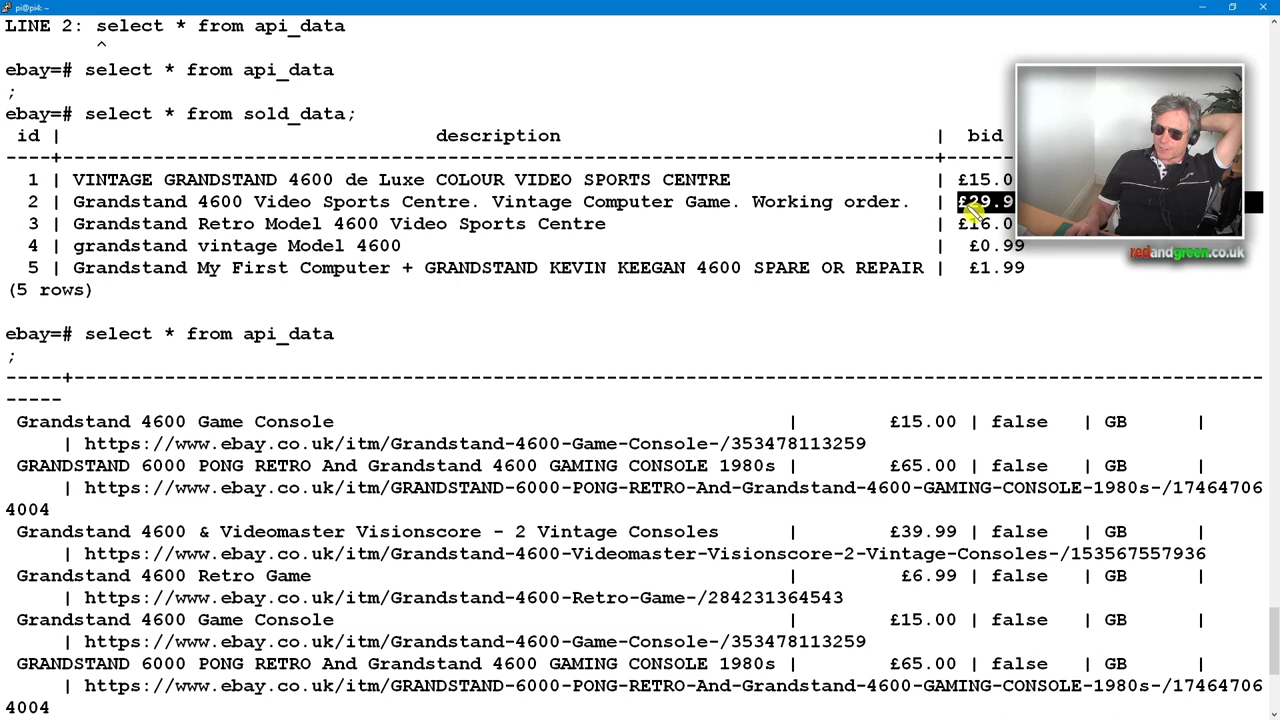 pi@pi4: ~
LINE 2: select * from api_data
^
ebay=# select * from api_data
;
ebay=# select * from sold_data;
id | description | bid
----+--------------------------------------------------------------------------------+------
1 | VINTAGE GRANDSTAND 4600 de Luxe COLOUR VIDEO SPORTS CENTRE | £15.0
2 | Grandstand 4600 Video Sports Centre. Vintage Computer Game. Working order. | £29.9
3 | Grandstand Retro Model 4600 Video Sports Centre | £16.0
4 | grandstand vintage Model 4600 | £0.99
5 | Grandstand My First Computer + GRANDSTAND KEVIN KEEGAN 4600 SPARE OR REPAIR | £1.99
(5 rows)
redandgreen.co.uk
ebay=# select * from api_data
;
-----+----------------------------------------------------------------------------------------------------------
-----
Grandstand 4600 Game Console | £15.00 | false | GB |
| https://www.ebay.co.uk/itm/Grandstand-4600-Game-Console-/353478113259
GRANDSTAND 6000 PONG RETRO And Grandstand 4600 GAMING CONSOLE 1980s | £65.00 | false | GB |
| https://www.ebay.co.uk/itm/GRANDSTAND-6000-PONG-RETRO-And-Grandstand-4600-GAMING-CONSOLE-1980s-/17464706
4004
Grandstand 4600 & Videomaster Visionscore - 2 Vintage Consoles | £39.99 | false | GB |
| https://www.ebay.co.uk/itm/Grandstand-4600-Videomaster-Visionscore-2-Vintage-Consoles-/153567557936
Grandstand 4600 Retro Game | £6.99 | false | GB |
| https://www.ebay.co.uk/itm/Grandstand-4600-Retro-Game-/284231364543
Grandstand 4600 Game Console | £15.00 | false | GB |
| https://www.ebay.co.uk/itm/Grandstand-4600-Game-Console-/353478113259
GRANDSTAND 6000 PONG RETRO And Grandstand 4600 GAMING CONSOLE 1980s | £65.00 | false | GB |
| https://www.ebay.co.uk/itm/GRANDSTAND-6000-PONG-RETRO-And-Grandstand-4600-GAMING-CONSOLE-1980s-/17464706
4004